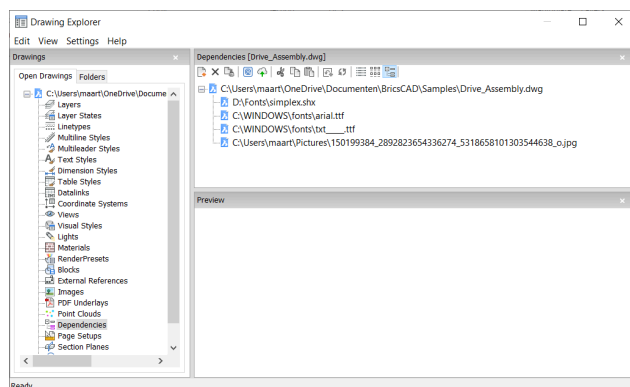 Drawing Explorer
Edit View Settings Help
Drawings
Open Drawings Folders
C:\Users\maart\OneDrive\Docume
Layers
Layer States
Linetypes
Multiline Styles
Multileader Styles
Text Styles
Dimension Styles
Table Styles
Datalinks
Coordinate Systems
Views
Visual Styles
Lights
Materials
RenderPresets
Blocks
External References
Images
PDF Underlays
Point Clouds
Dependencies
Page Setups
Section Planes
Dependencies [Drive_Assembly.dwg]
C:\Users\maart\OneDrive\Documenten\BricsCAD\Samples\Drive_Assembly.dwg
D:\Fonts\simplex.shx
C:\WINDOWS\fonts\arial.ttf
C:\WINDOWS\fonts\txt____.ttf
C:\Users\maart\Pictures\150199384_2892823654336274_5318658101303544638_o.jpg
Preview
Ready